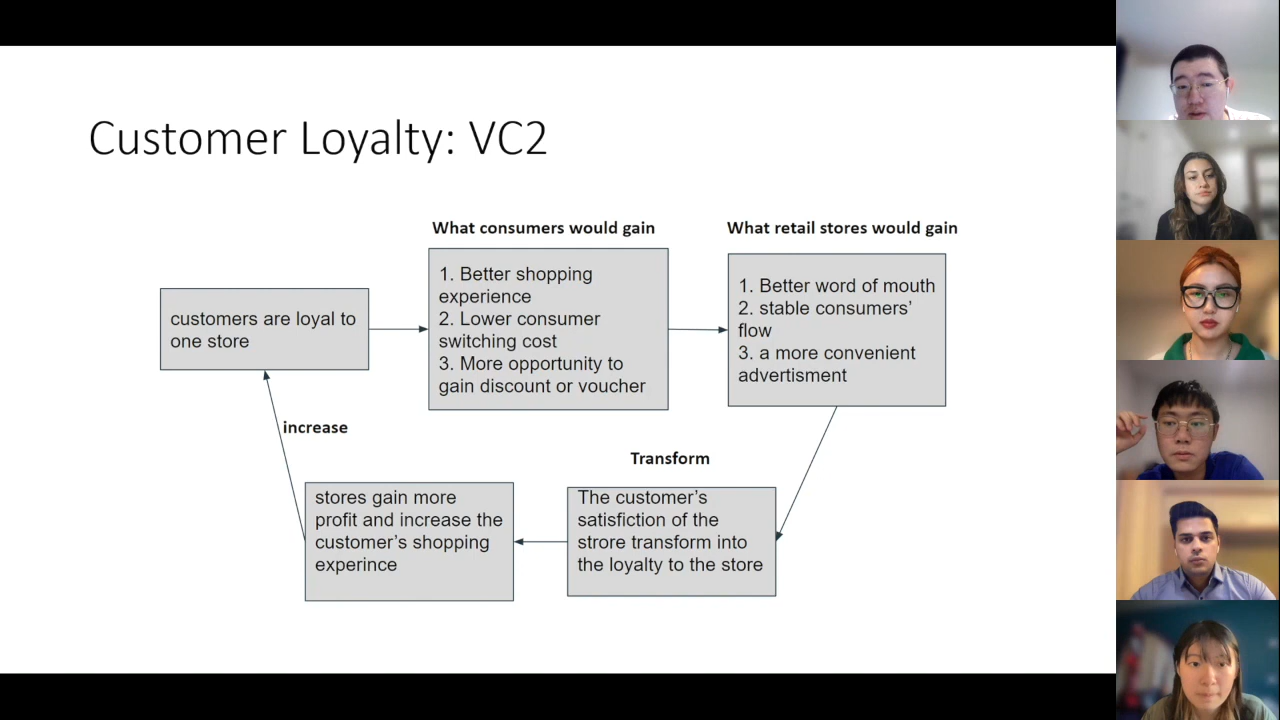 Customer Loyalty: VC2
What consumers would gain
What retail stores would gain
customers are loyal to
one store
1. Better shopping
experience
2. Lower consumer
switching cost
3. More opportunity to
gain discount or voucher
1. Better word of mouth
2. stable consumers’
flow
3. a more convenient
advertisment
increase
Transform
stores gain more
profit and increase the
customer’s shopping
experince
The customer’s
satisfiction of the
strore transform into
the loyalty to the store